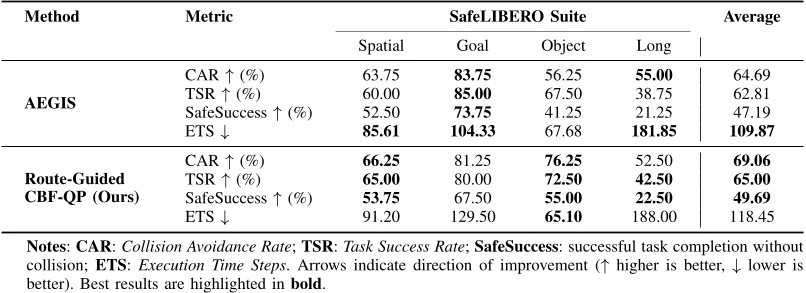 Method Metric SafeLIBERO Suite Average
Spatial Goal Object Long
AEGIS
CAR ↑ (%) 63.75 83.75 56.25 55.00 64.69
TSR ↑ (%) 60.00 85.00 67.50 38.75 62.81
SafeSuccess ↑ (%) 52.50 73.75 41.25 21.25 47.19
ETS ↓ 85.61 104.33 67.68 181.85 109.87
Route-Guided
CBF-QP (Ours)
CAR ↑ (%) 66.25 81.25 76.25 52.50 69.06
TSR ↑ (%) 65.00 80.00 72.50 42.50 65.00
SafeSuccess ↑ (%) 53.75 67.50 55.00 22.50 49.69
ETS ↓ 91.20 129.50 65.10 188.00 118.45
Notes: CAR: Collision Avoidance Rate; TSR: Task Success Rate; SafeSuccess: successful task completion without
collision; ETS: Execution Time Steps. Arrows indicate direction of improvement (↑ higher is better, ↓ lower is
better). Best results are highlighted in bold.